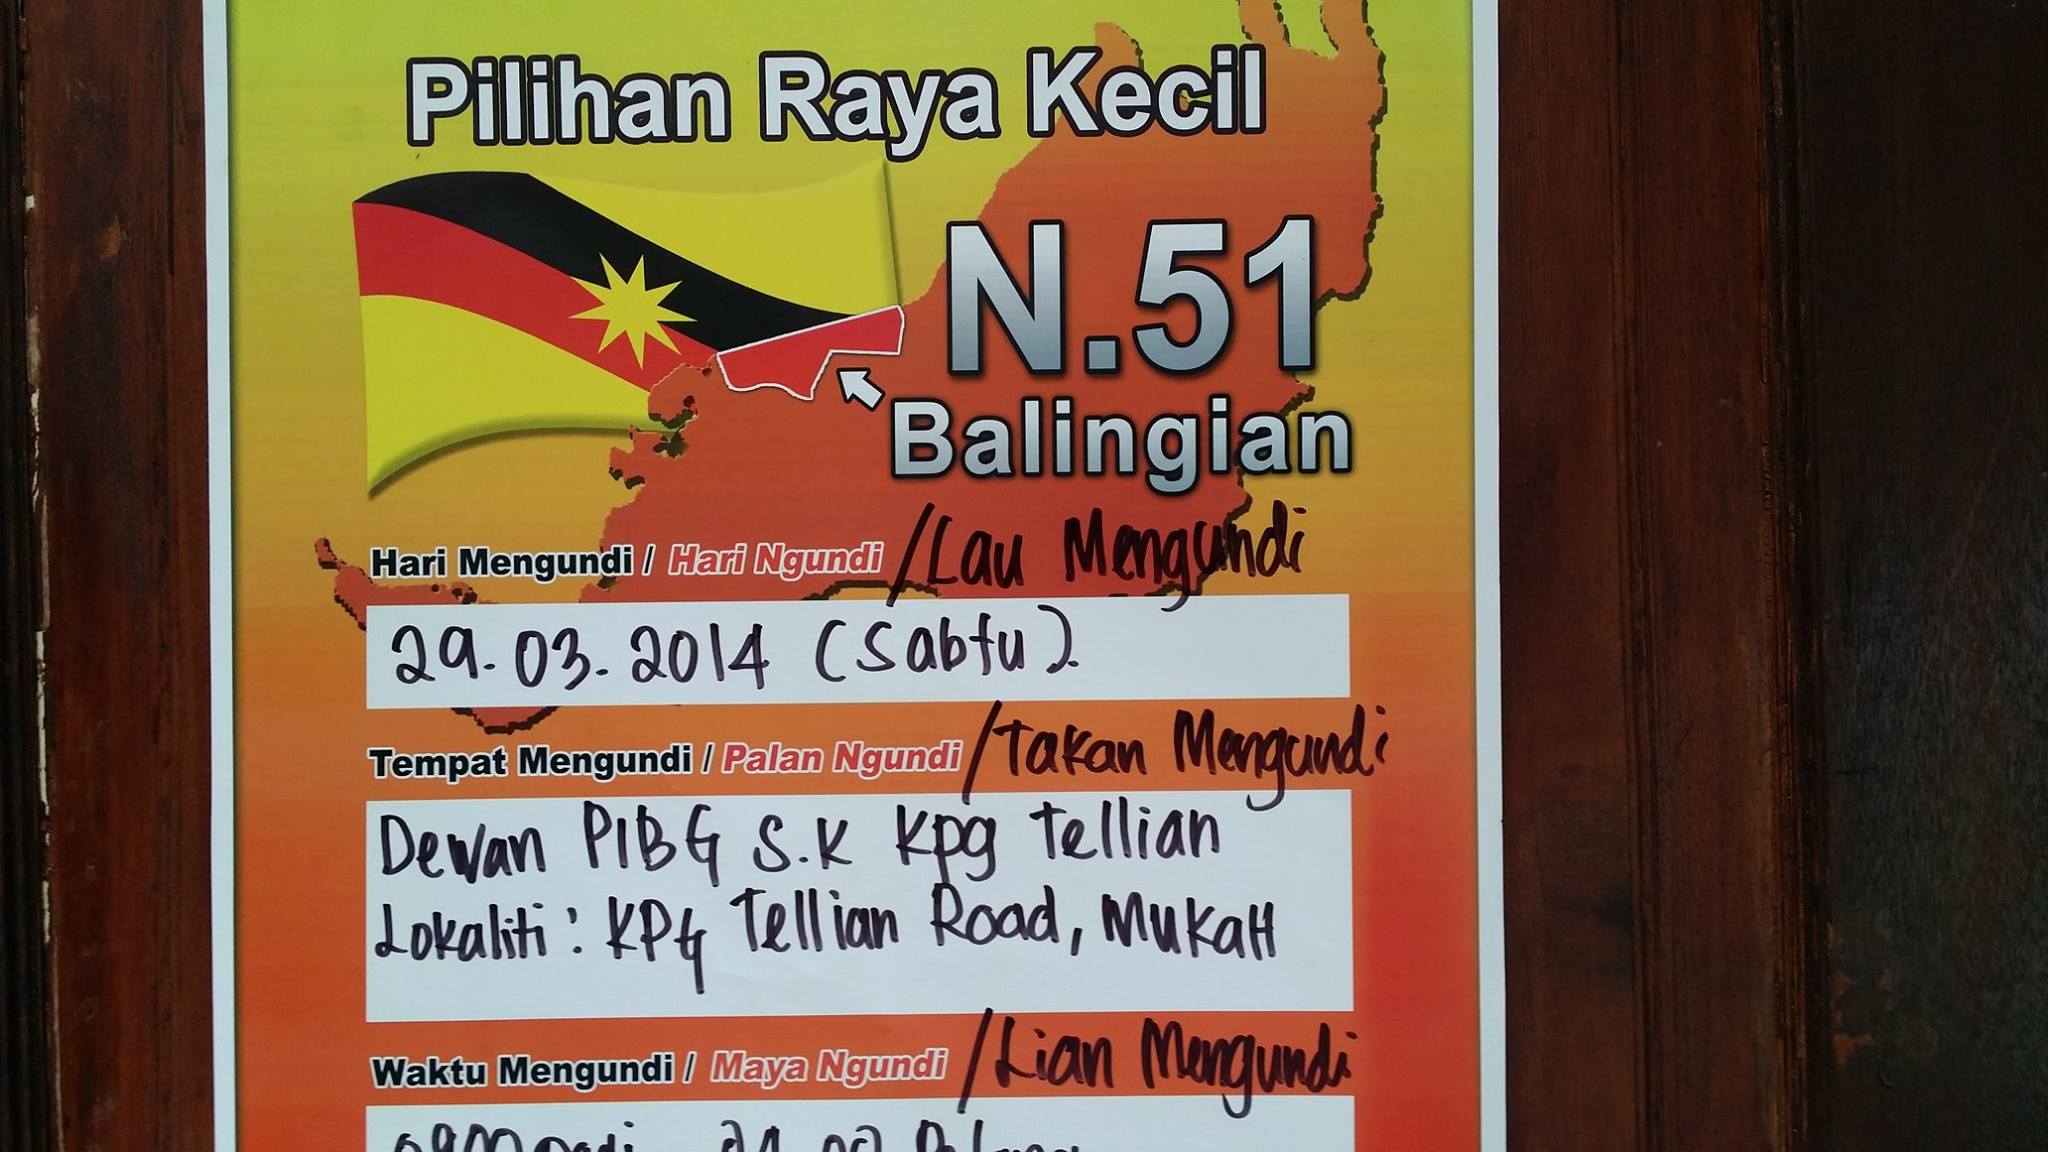 Pilihan Raya Kecil
N.51
Balingian
Hari Mengundi / Hari Ngundi /Lau Mengundi
29.03.2014 (Sabtu).
Tempat Mengundi / Palan Ngundi /Takan Mengundi
Dewan PIBG S.K Kpg Tellian
Lokaliti : KPG Tellian Road, MUKAH
Waktu Mengundi / Maya Ngundi /Lian Mengundi